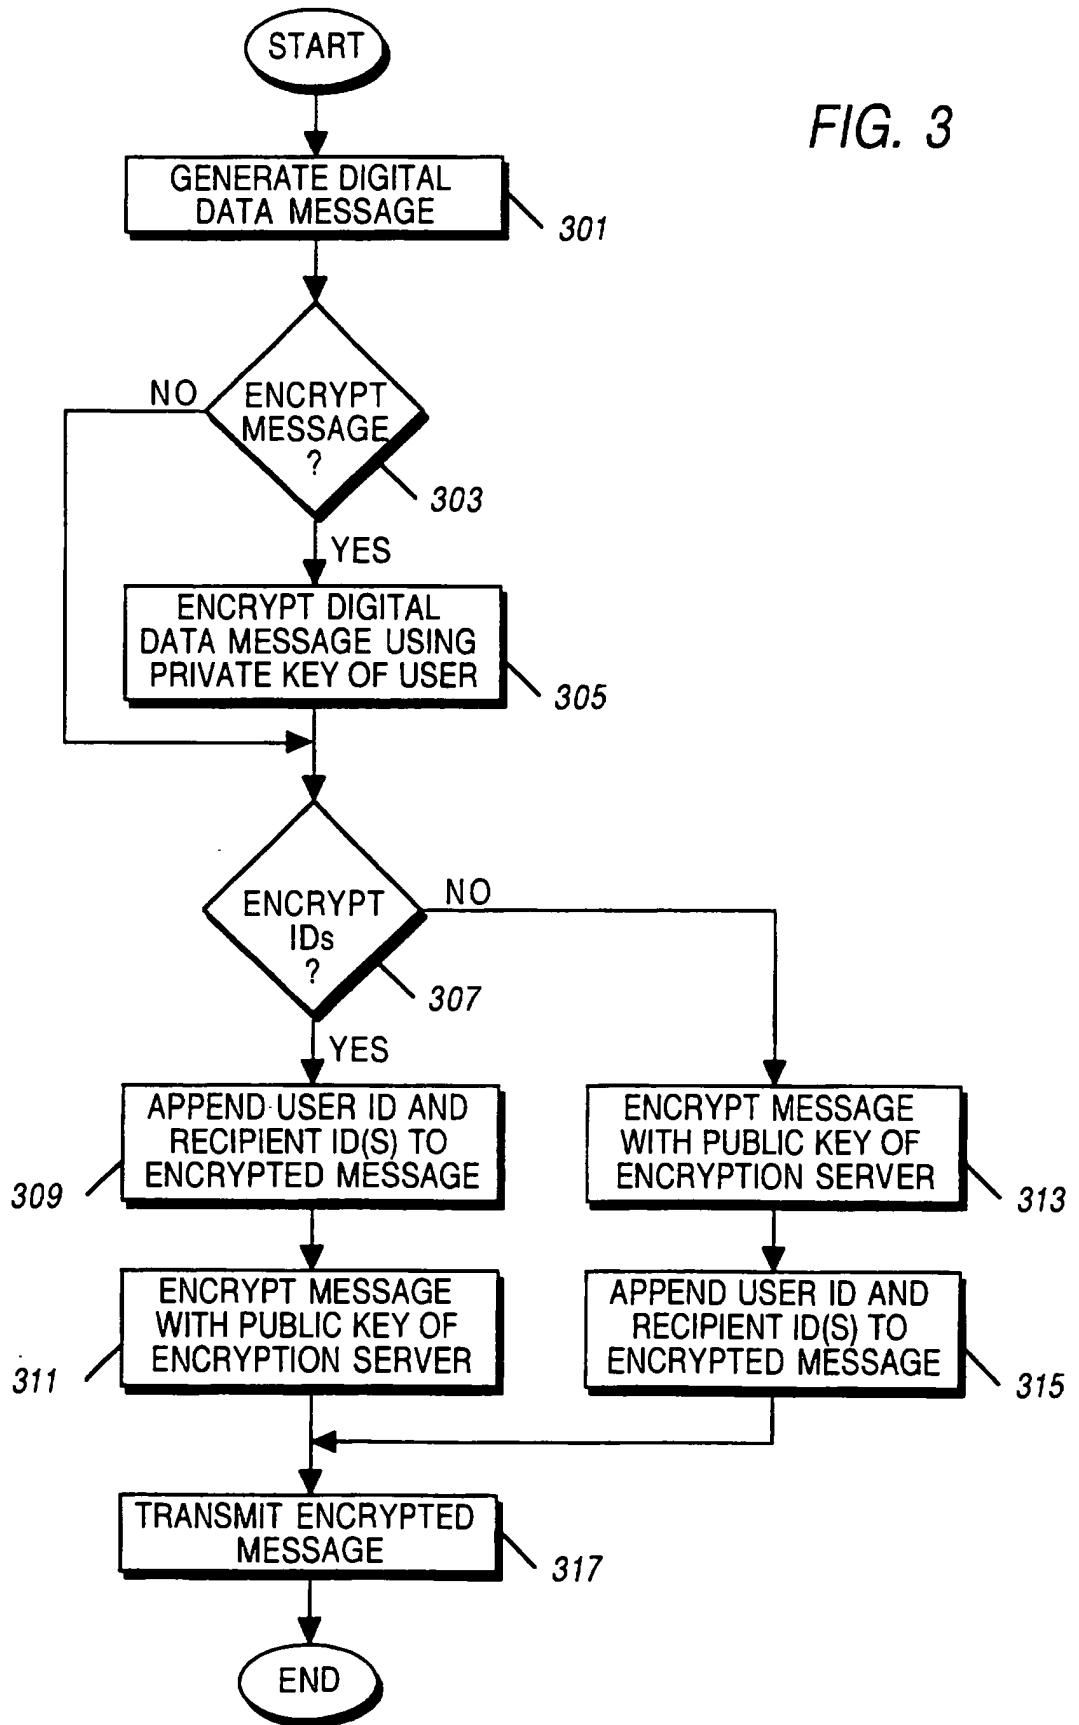 START
FIG. 3
GENERATE DIGITAL
DATA MESSAGE
301
NO
ENCRYPT
MESSAGE
?
303
YES
ENCRYPT DIGITAL
DATA MESSAGE USING
PRIVATE KEY OF USER
305
ENCRYPT
IDs
?
NO
307
YES
APPEND USER ID AND
RECIPIENT ID(S) TO
ENCRYPTED MESSAGE
309
ENCRYPT MESSAGE
WITH PUBLIC KEY OF
ENCRYPTION SERVER
313
ENCRYPT MESSAGE
WITH PUBLIC KEY OF
ENCRYPTION SERVER
311
APPEND USER ID AND
RECIPIENT ID(S) TO
ENCRYPTED MESSAGE
315
TRANSMIT ENCRYPTED
MESSAGE
317
END